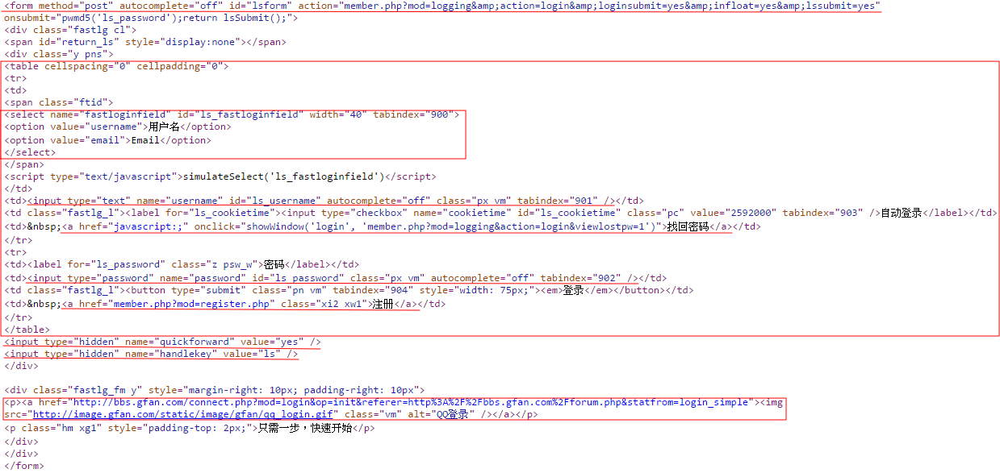 <form method="post" autocomplete="off" id="lsform" action="member.php?mod=logging&amp;action=login&amp;loginsubmit=yes&amp;infloat=yes&amp;lssubmit=yes"
onsubmit="pwmd5('ls_password');return lsSubmit();">
<div class="fastlg cl">
<span id="return_ls" style="display:none"></span>
<div class="y pns">
<table cellspacing="0" cellpadding="0">
<tr>
<td>
<span class="ftid">
<select name="fastloginfield" id="ls_fastloginfield" width="40" tabindex="900">
<option value="username">用户名</option>
<option value="email">Email</option>
</select>
</span>
<script type="text/javascript">simulateSelect('ls_fastloginfield')</script>
</td>
<td><input type="text" name="username" id="ls_username" autocomplete="off" class="px vm" tabindex="901" /></td>
<td class="fastlg_l"><label for="ls_cookietime"><input type="checkbox" name="cookietime" id="ls_cookietime" class="pc" value="2592000" tabindex="903" />自动登录</label></td>
<td>&nbsp;<a href="javascript:;" onclick="showWindow('login', 'member.php?mod=logging&action=login&viewlostpw=1')">找回密码</a></td>
</tr>
<tr>
<td><label for="ls_password" class="z psw_w">密码</label></td>
<td><input type="password" name="password" id="ls_password" class="px vm" autocomplete="off" tabindex="902" /></td>
<td class="fastlg_l"><button type="submit" class="pn vm" tabindex="904" style="width: 75px;"><em>登录</em></button></td>
<td>&nbsp;<a href="member.php?mod=register.php" class="xi2 xw1">注册</a></td>
</tr>
</table>
<input type="hidden" name="quickforward" value="yes" />
<input type="hidden" name="handlekey" value="ls" />
</div>
<div class="fastlg_fm y" style="margin-right: 10px; padding-right: 10px">
<p><a href="http://bbs.gfan.com/connect.php?mod=login&op=init&referer=http%3A%2F%2Fbbs.gfan.com%2Fforum.php&statfrom=login_simple"><img
src="http://image.gfan.com/static/image/gfan/qq_login.gif" class="vm" alt="QQ登录" /></a></p>
<p class="hm xg1" style="padding-top: 2px;">只需一步，快速开始</p>
</div>
</div>
</form>